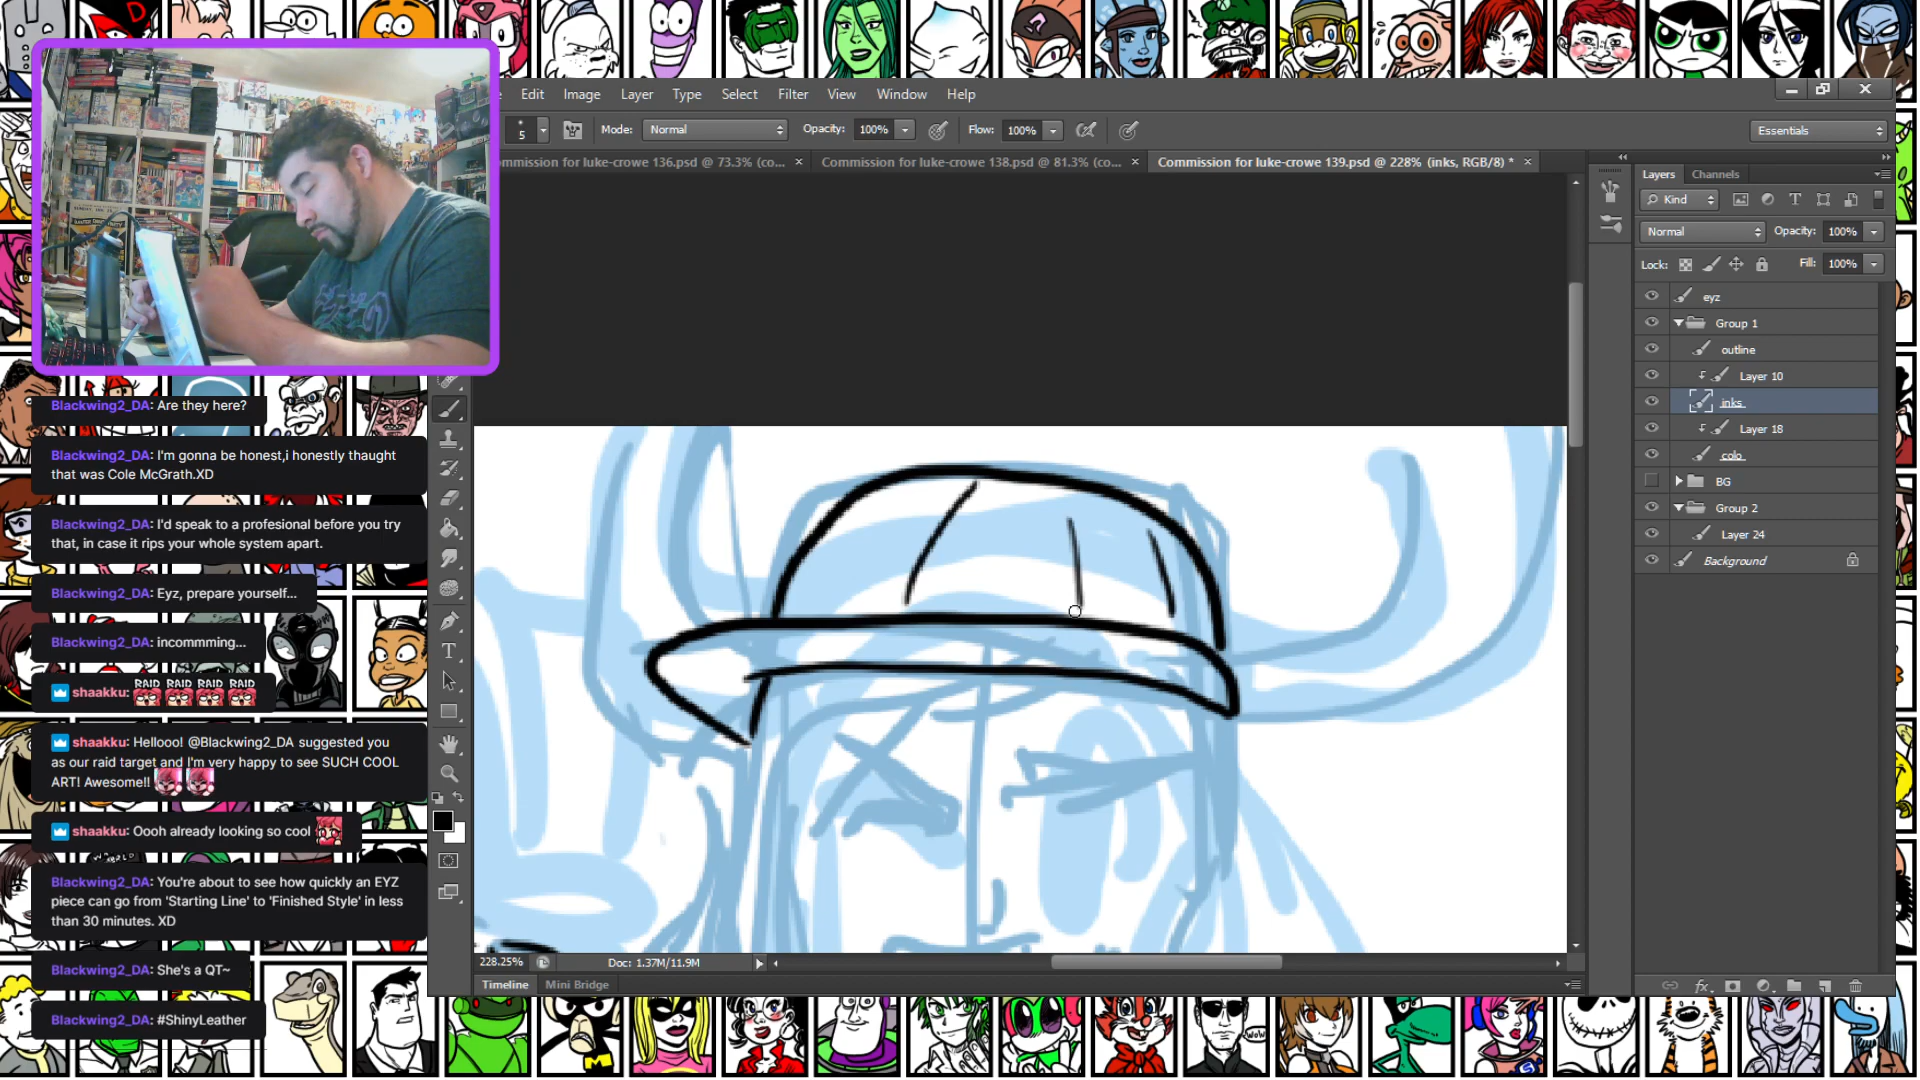 Edit Image Layer Type Select Filter View Window Help
5 Mode: Normal Opacity: 100% Flow: 100% Essentials
ommission for luke-crowe 136.psd @ 73.3% (co... × Commission for luke-crowe 138.psd @ 81.3% (co... × Commission for luke-crowe 139.psd @ 228% (inks, RGB/8) * ×
Layers Channels
Kind
Normal Opacity: 100%
Lock: Fill: 100%
eyz
Group 1
outline
Layer 10
inks
Layer 18
colo
BG
Group 2
Layer 24
Background
Blackwing2_DA: Are they here?
Blackwing2_DA: I'm gonna be honest,i honestly thaught
that was Cole McGrath.XD
Blackwing2_DA: I'd speak to a profesional before you try
that, in case it rips your whole system apart.
Blackwing2_DA: Eyz, prepare yourself...
Blackwing2_DA: incommming...
shaakku: RAID RAID RAID RAID
shaakku: Hellooo! @Blackwing2_DA suggested you
as our raid target and I'm very happy to see SUCH COOL
ART! Awesome!!
shaakku: Oooh already looking so cool
Blackwing2_DA: You're about to see how quickly an EYZ
piece can go from 'Starting Line' to 'Finished Style' in less
than 30 minutes. XD
Blackwing2_DA: She's a QT~
Blackwing2_DA: #ShinyLeather
228.25% Doc: 1.37M/11.9M
Timeline Mini Bridge
WOW